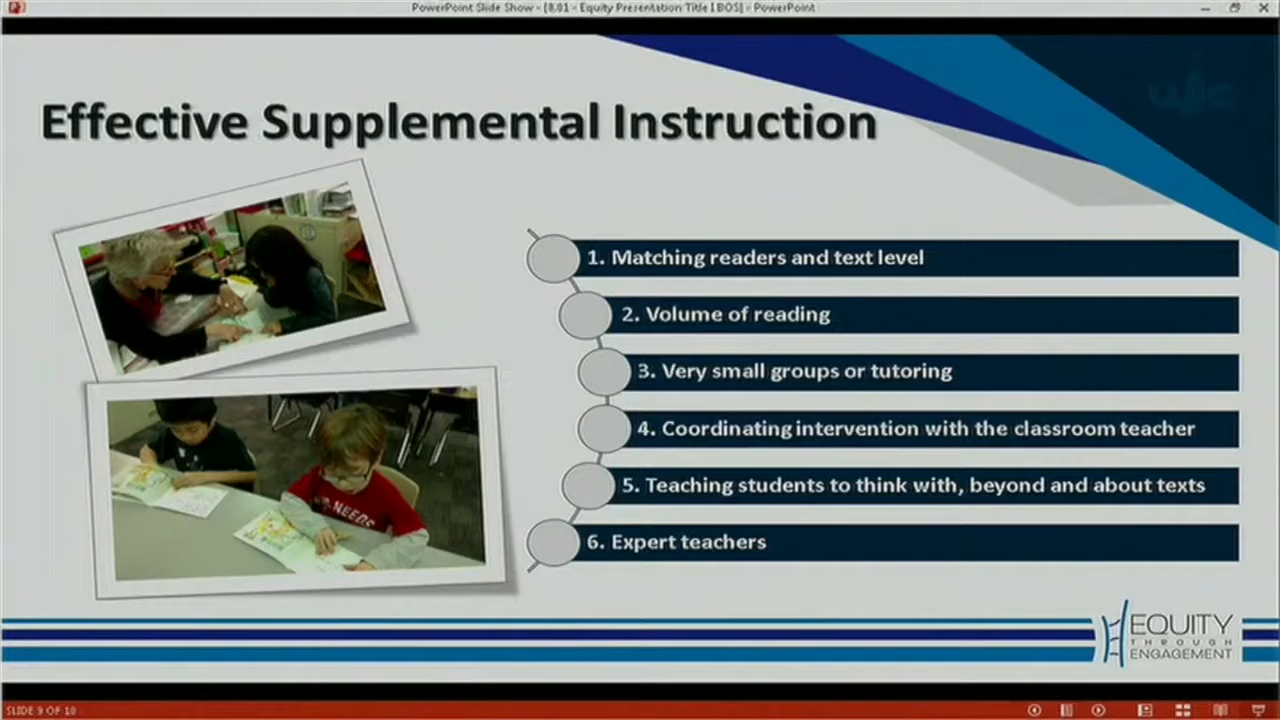 PowerPoint Slide Show - [8.01 - Equity Presentation Title I BOS] - PowerPoint
Effective Supplemental Instruction
1. Matching readers and text level
2. Volume of reading
3. Very small groups or tutoring
4. Coordinating intervention with the classroom teacher
5. Teaching students to think with, beyond and about texts
6. Expert teachers
NEEDS
EQUITY
THROUGH
ENGAGEMENT
SLIDE 9 OF 10